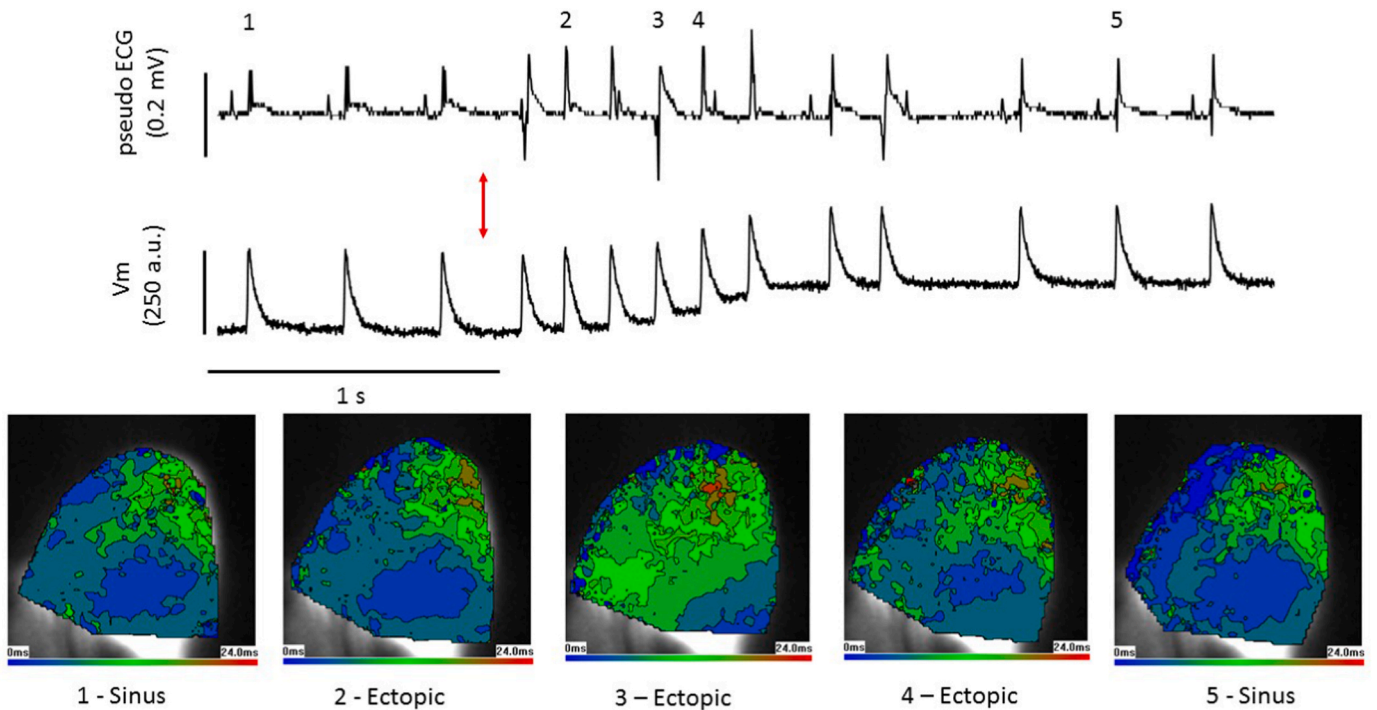 1 2 3 4 5
pseudo ECG
(0.2 mV)
Vm
(250 a.u.)
1 s
0ms 24.0ms 0ms 24.0ms 0ms 24.0ms 0ms 24.0ms 0ms 24.0ms
1 - Sinus 2 - Ectopic 3 – Ectopic 4 – Ectopic 5 - Sinus